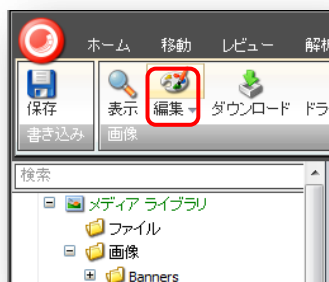 ホーム 移動 レビュー 解析
保存 表示 編集 ダウンロード ドラ
書き込み 画像
検索
メディア ライブラリ
ファイル
画像
Banners